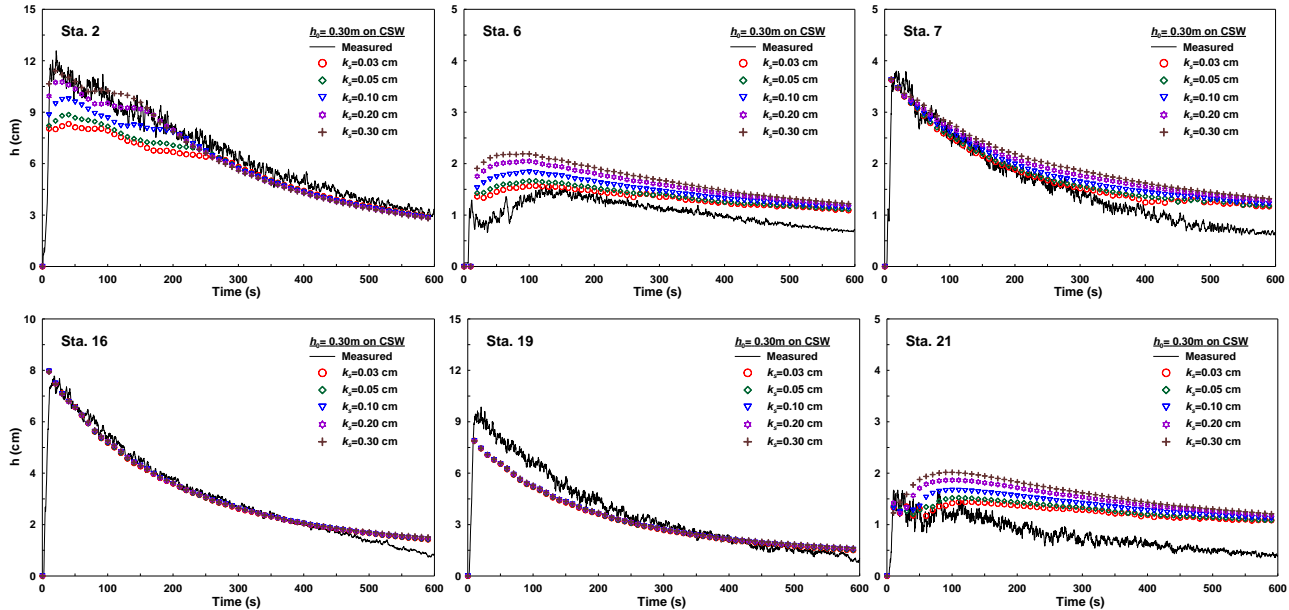 Sta. 2
h₀= 0.30m on CSW
Measured
kₛ=0.03 cm
kₛ=0.05 cm
kₛ=0.10 cm
kₛ=0.20 cm
kₛ=0.30 cm
h (cm)
15
12
9
6
3
0
0 100 200 300 400 500 600
Time (s)
Sta. 6
h₀= 0.30m on CSW
Measured
kₛ=0.03 cm
kₛ=0.05 cm
kₛ=0.10 cm
kₛ=0.20 cm
kₛ=0.30 cm
5
4
3
2
1
0
0 100 200 300 400 500 600
Time (s)
Sta. 7
h₀= 0.30m on CSW
Measured
kₛ=0.03 cm
kₛ=0.05 cm
kₛ=0.10 cm
kₛ=0.20 cm
kₛ=0.30 cm
5
4
3
2
1
0
0 100 200 300 400 500 600
Time (s)
Sta. 16
h₀= 0.30m on CSW
Measured
kₛ=0.03 cm
kₛ=0.05 cm
kₛ=0.10 cm
kₛ=0.20 cm
kₛ=0.30 cm
h (cm)
10
8
6
4
2
0
0 100 200 300 400 500 600
Time (s)
Sta. 19
h₀= 0.30m on CSW
Measured
kₛ=0.03 cm
kₛ=0.05 cm
kₛ=0.10 cm
kₛ=0.20 cm
kₛ=0.30 cm
15
12
9
6
3
0
0 100 200 300 400 500 600
Time (s)
Sta. 21
h₀= 0.30m on CSW
Measured
kₛ=0.03 cm
kₛ=0.05 cm
kₛ=0.10 cm
kₛ=0.20 cm
kₛ=0.30 cm
5
4
3
2
1
0
0 100 200 300 400 500 600
Time (s)